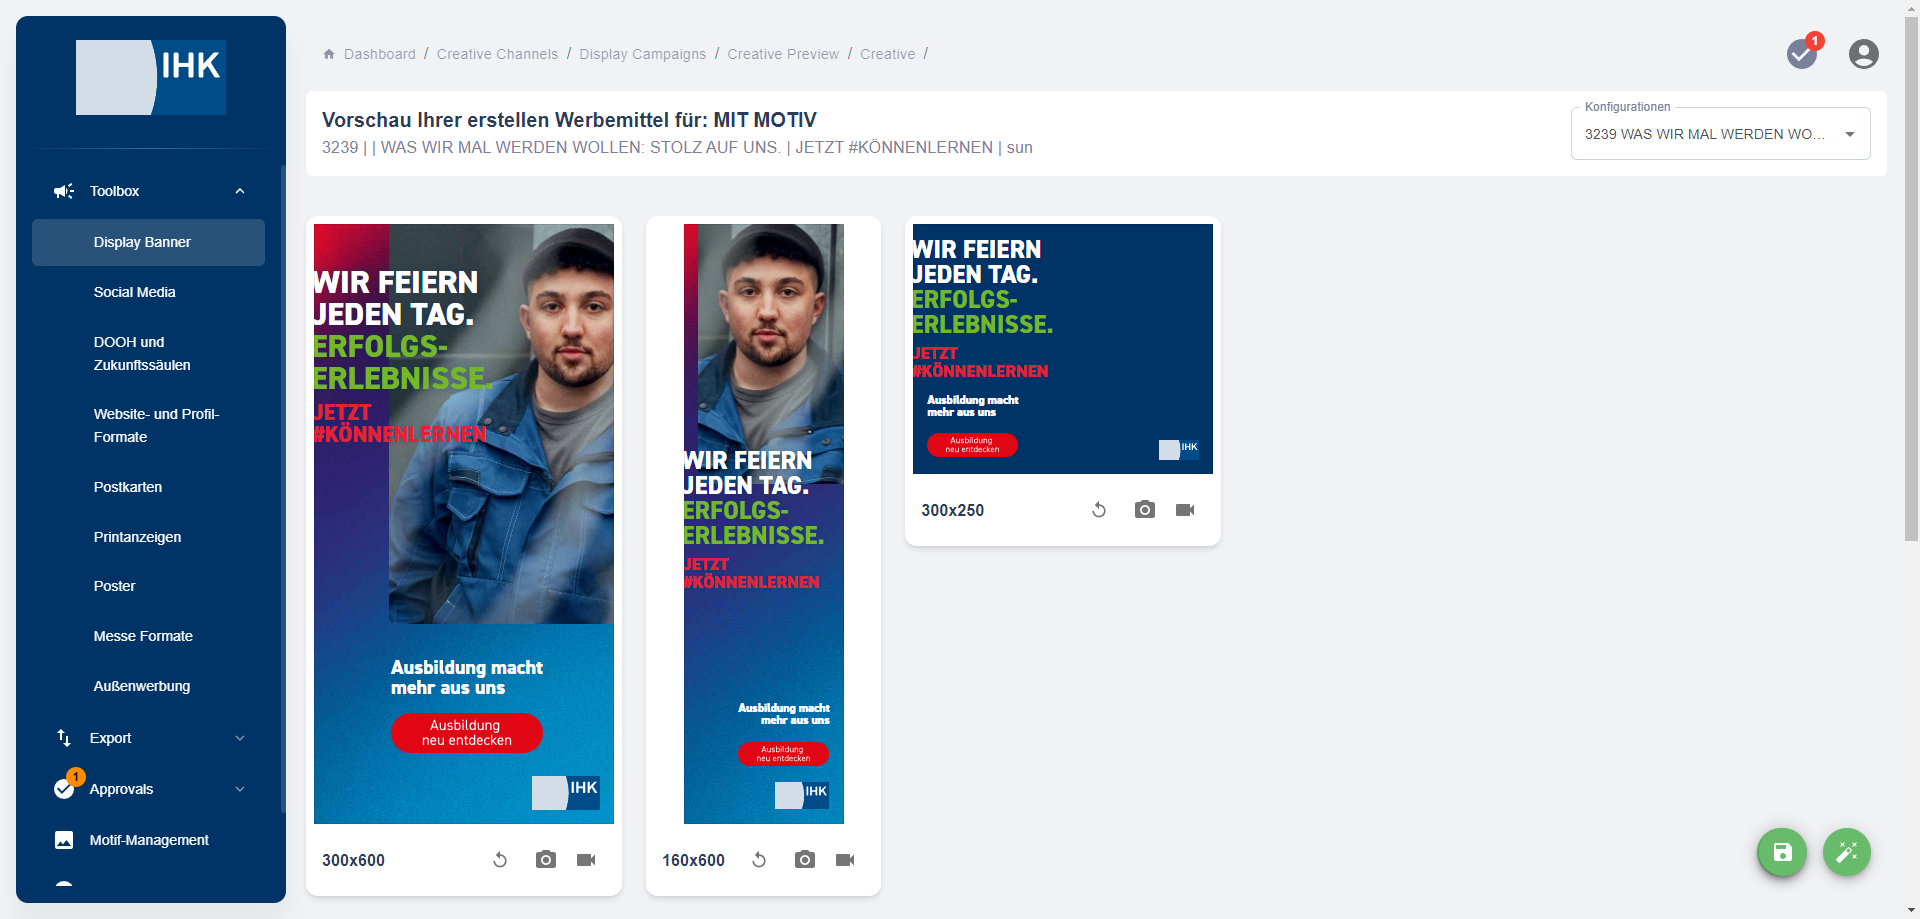 IHK
Dashboard / Creative Channels / Display Campaigns / Creative Preview / Creative /
1
Vorschau Ihrer erstellen Werbemittel für: MIT MOTIV
3239 | | WAS WIR MAL WERDEN WOLLEN: STOLZ AUF UNS. | JETZT #KÖNNENLERNEN | sun
Konfigurationen
3239 WAS WIR MAL WERDEN WO...
Toolbox
Display Banner
Social Media
DOOH und
Zukunftssäulen
Website- und Profil-
Formate
Postkarten
Printanzeigen
Poster
Messe Formate
Außenwerbung
Export
1
Approvals
Motif-Management
WIR FEIERN
JEDEN TAG.
ERFOLGS-
ERLEBNISSE.
JETZT
#KÖNNENLERNEN
Ausbildung macht
mehr aus uns
Ausbildung
neu entdecken
IHK
300x600
WIR FEIERN
JEDEN TAG.
ERFOLGS-
ERLEBNISSE.
JETZT
#KÖNNENLERNEN
Ausbildung macht
mehr aus uns
Ausbildung
neu entdecken
IHK
160x600
WIR FEIERN
JEDEN TAG.
ERFOLGS-
ERLEBNISSE.
JETZT
#KÖNNENLERNEN
Ausbildung macht
mehr aus uns
Ausbildung
neu entdecken
IHK
300x250